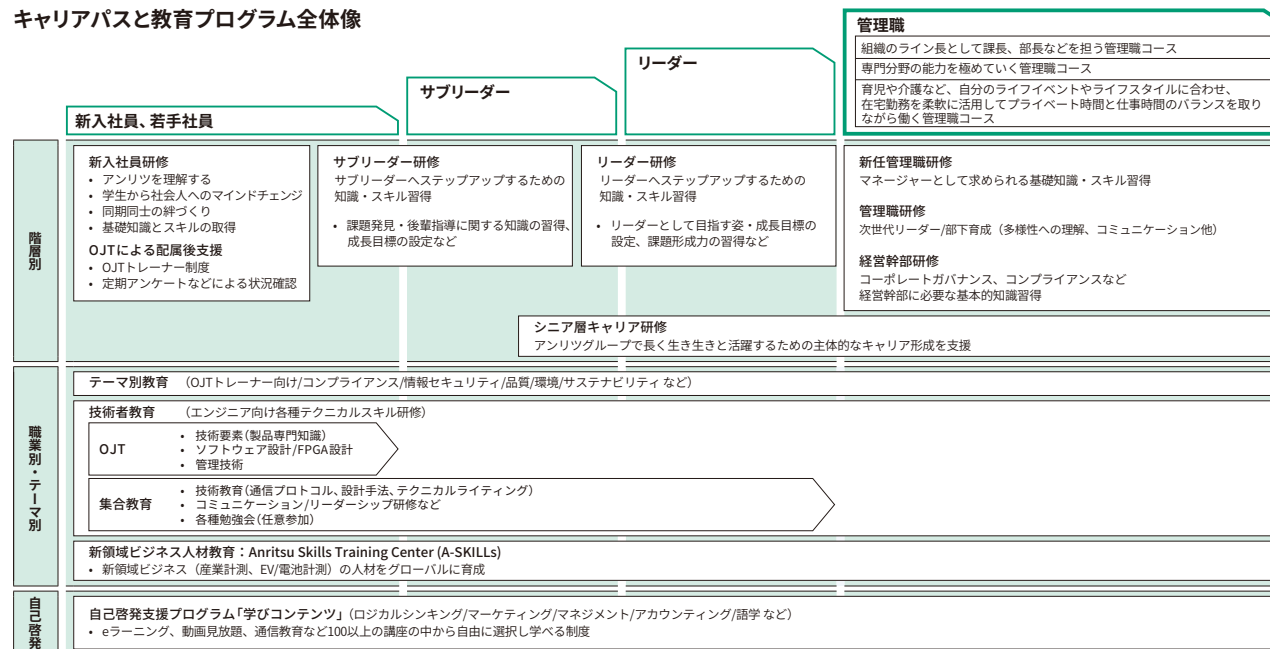 キャリアパスと教育プログラム全体像
管理職
組織のライン長として課長、部長などを担う管理職コース
専門分野の能力を極めていく管理職コース
育児や介護など、自分のライフイベントやライフスタイルに合わせ、
在宅勤務を柔軟に活用してプライベート時間と仕事時間のバランスを取り
ながら働く管理職コース
リーダー
サブリーダー
新入社員、若手社員
階層別
新入社員研修
• アンリツを理解する
• 学生から社会人へのマインドチェンジ
• 同期同士の絆づくり
• 基礎知識とスキルの取得
OJTによる配属後支援
• OJTトレーナー制度
• 定期アンケートなどによる状況確認
サブリーダー研修
サブリーダーへステップアップするための
知識・スキル習得
• 課題発見・後輩指導に関する知識の習得、
成長目標の設定など
リーダー研修
リーダーへステップアップするための
知識・スキル習得
• リーダーとして目指す姿・成長目標の
設定、課題形成力の習得など
新任管理職研修
マネージャーとして求められる基礎知識・スキル習得
管理職研修
次世代リーダー/部下育成（多様性への理解、コミュニケーション他）
経営幹部研修
コーポレートガバナンス、コンプライアンスなど
経営幹部に必要な基本的知識習得
シニア層キャリア研修
アンリツグループで長く生き生きと活躍するための主体的なキャリア形成を支援
職業別・テーマ別
テーマ別教育 （OJTトレーナー向け/コンプライアンス/情報セキュリティ/品質/環境/サステナビリティ など）
技術者教育 （エンジニア向け各種テクニカルスキル研修）
OJT
• 技術要素（製品専門知識）
• ソフトウェア設計/FPGA設計
• 管理技術
集合教育
• 技術教育（通信プロトコル、設計手法、テクニカルライティング）
• コミュニケーション/リーダーシップ研修など
• 各種勉強会（任意参加）
新領域ビジネス人材教育：Anritsu Skills Training Center (A-SKILLs)
• 新領域ビジネス（産業計測、EV/電池計測）の人材をグローバルに育成
自己啓発
自己啓発支援プログラム「学びコンテンツ」（ロジカルシンキング/マーケティング/マネジメント/アカウンティング/語学 など）
• eラーニング、動画見放題、通信教育など100以上の講座の中から自由に選択し学べる制度